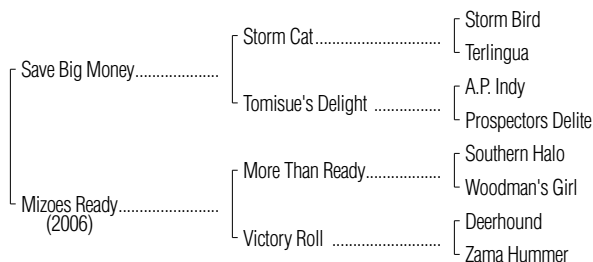 Storm Bird
Storm Cat....................................
Terlingua
Save Big Money.....................
A.P. Indy
Tomisue's Delight ...................
Prospectors Delite
Southern Halo
More Than Ready......................
Woodman's Girl
Mizoes Ready.........................
(2006)
Deerhound
Victory Roll ..............................
Zama Hummer